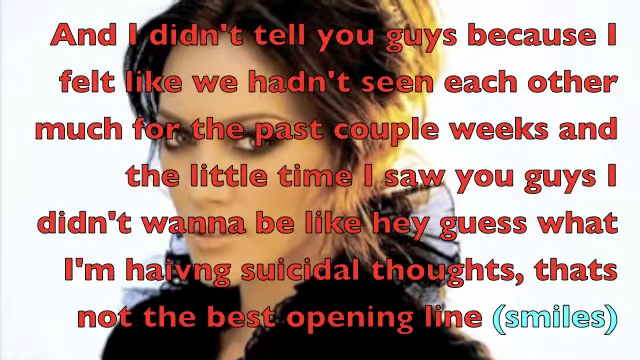 And I didn't tell you guys because I
felt like we hadn't seen each other
much for the past couple weeks and
the little time I saw you guys I
didn't wanna be like hey guess what
I'm haivng suicidal thoughts, thats
not the best opening line (smiles)